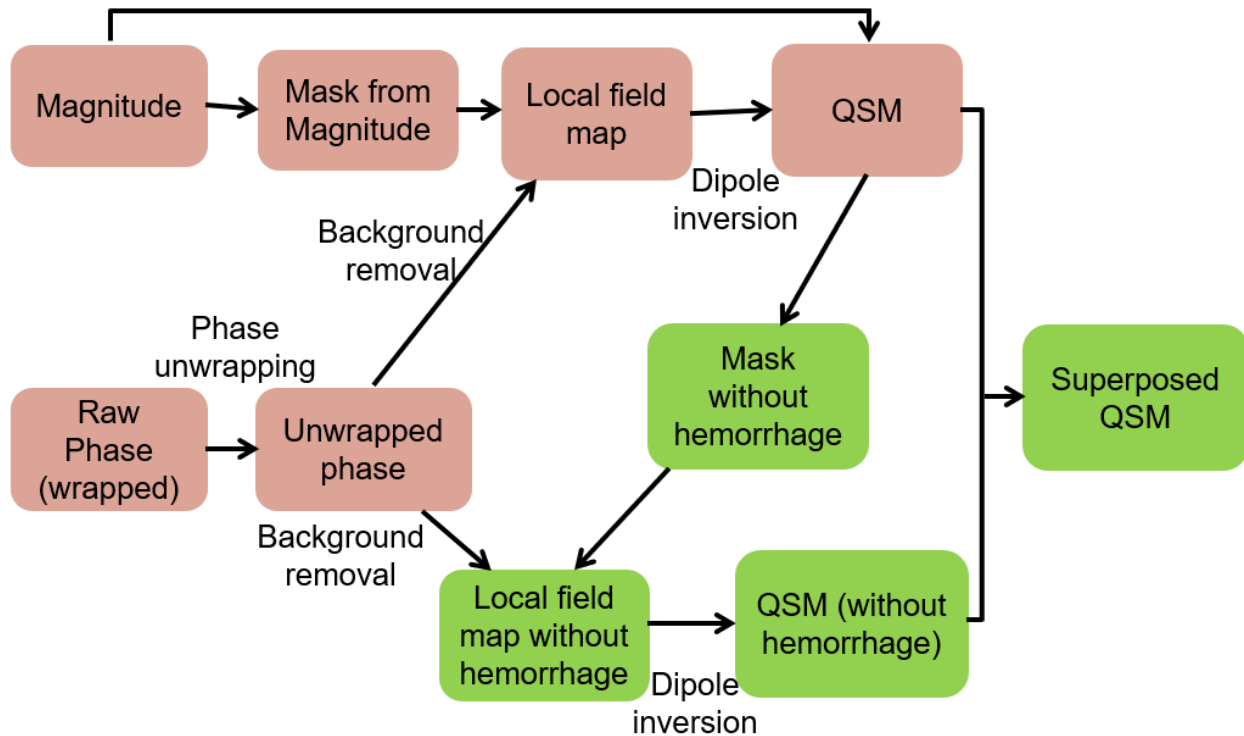 Magnitude
Mask from
Magnitude
Local field
map
QSM
Dipole
inversion
Background
removal
Phase
unwrapping
Raw
Phase
(wrapped)
Unwrapped
phase
Mask
without
hemorrhage
Superposed
QSM
Background
removal
Local field
map without
hemorrhage
QSM (without
hemorrhage)
Dipole
inversion